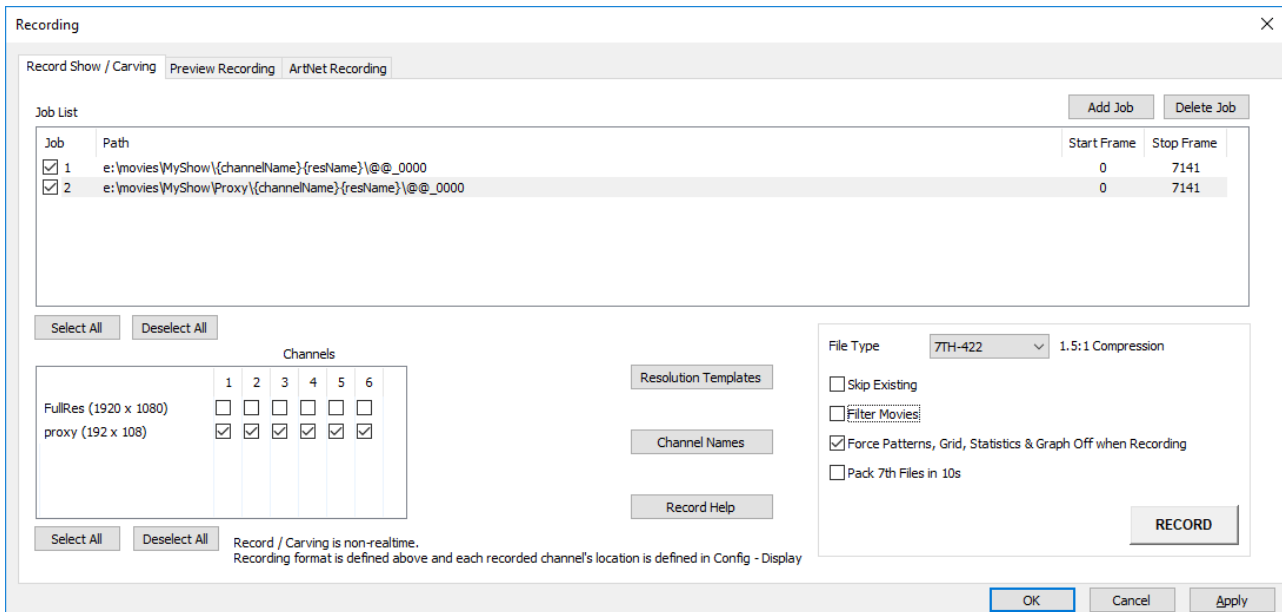 Recording
Record Show / Carving Preview Recording ArtNet Recording
Job List Add Job Delete Job
Job Path Start Frame Stop Frame
1 e:\movies\MyShow\{channelName}{resName}\@@_0000 0 7141
2 e:\movies\MyShow\Proxy\{channelName}{resName}\@@_0000 0 7141
Select All Deselect All
Channels
1 2 3 4 5 6
FullRes (1920 x 1080)
proxy (192 x 108)
Select All Deselect All
Resolution Templates
Channel Names
Record Help
Record / Carving is non-realtime.
Recording format is defined above and each recorded channel's location is defined in Config - Display
File Type 7TH-422 1.5:1 Compression
Skip Existing
Filter Movies
Force Patterns, Grid, Statistics & Graph Off when Recording
Pack 7th Files in 10s
RECORD
OK Cancel Apply